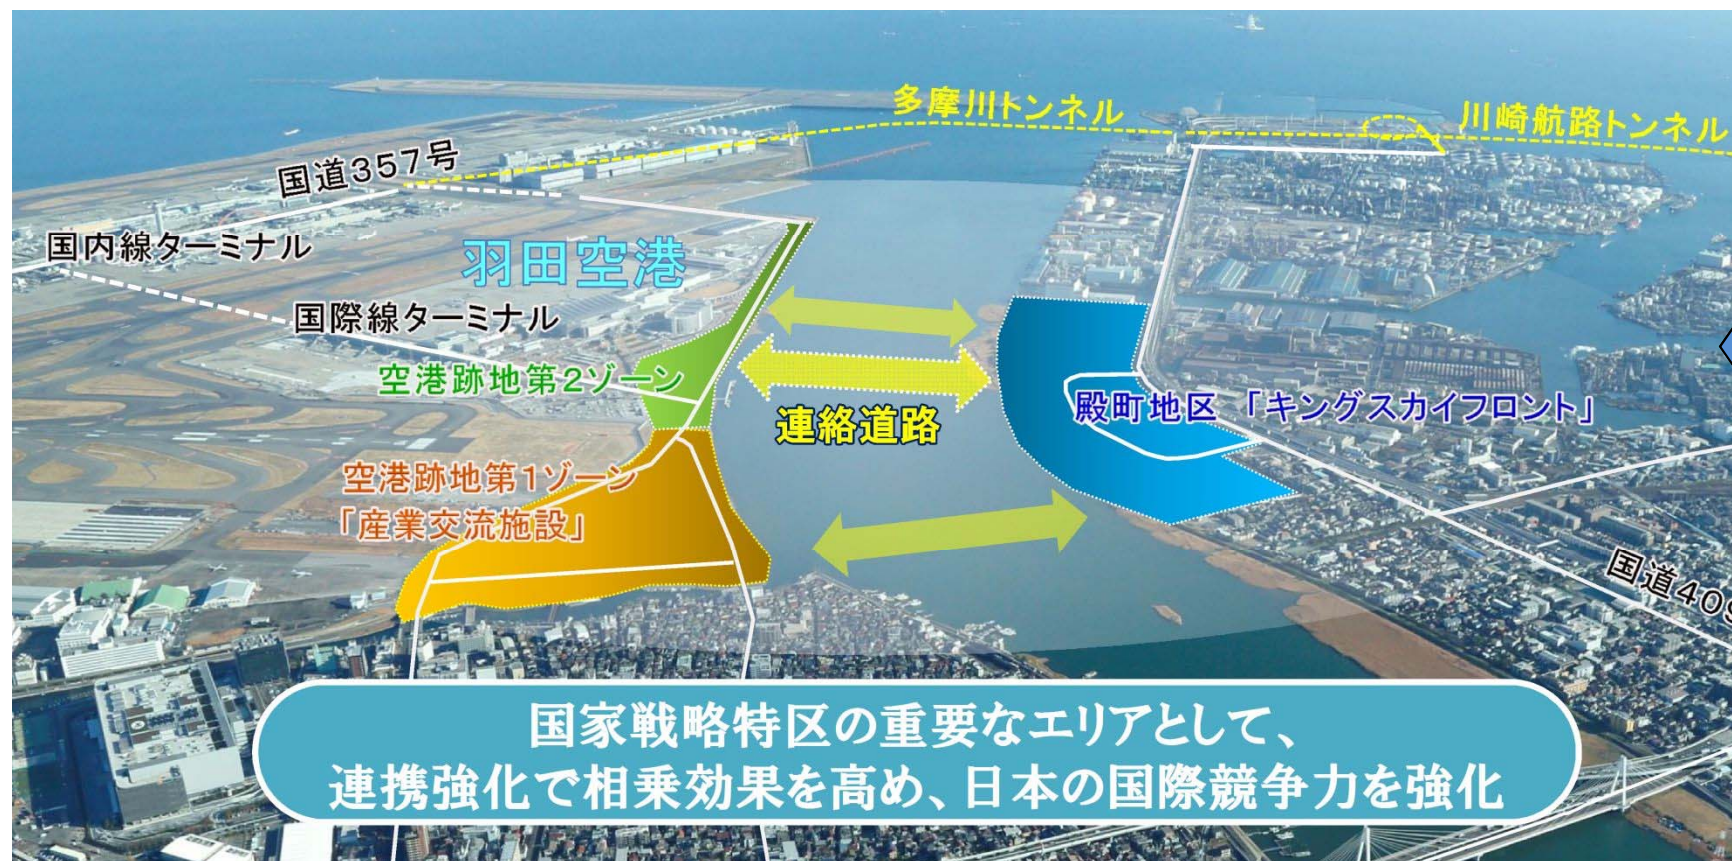 多摩川トンネル
川崎航路トンネル
国道357号
国内線ターミナル
羽田空港
国際線ターミナル
空港跡地第2ゾーン
連絡道路
殿町地区 「キングスカイフロント」
空港跡地第1ゾーン
「産業交流施設」
国道409
国家戦略特区の重要なエリアとして、
連携強化で相乗効果を高め、日本の国際競争力を強化